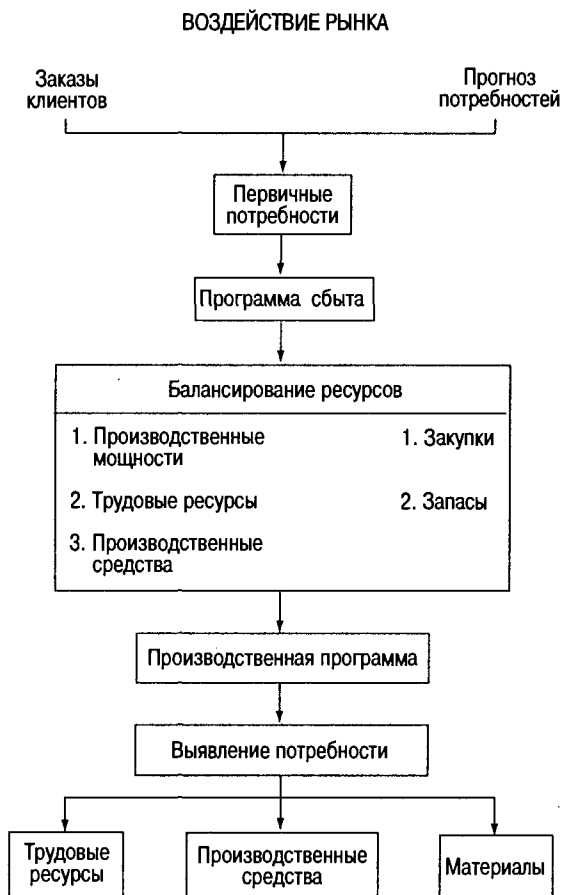 ВОЗДЕЙСТВИЕ РЫНКА
Заказы
клиентов
Прогноз
потребностей
Первичные
потребности
Программа сбыта
Балансирование ресурсов
1. Производственные
мощности
1. Закупки
2. Трудовые ресурсы
2. Запасы
3. Производственные
средства
Производственная программа
Выявление потребности
Трудовые
ресурсы
Производственные
средства
Материалы